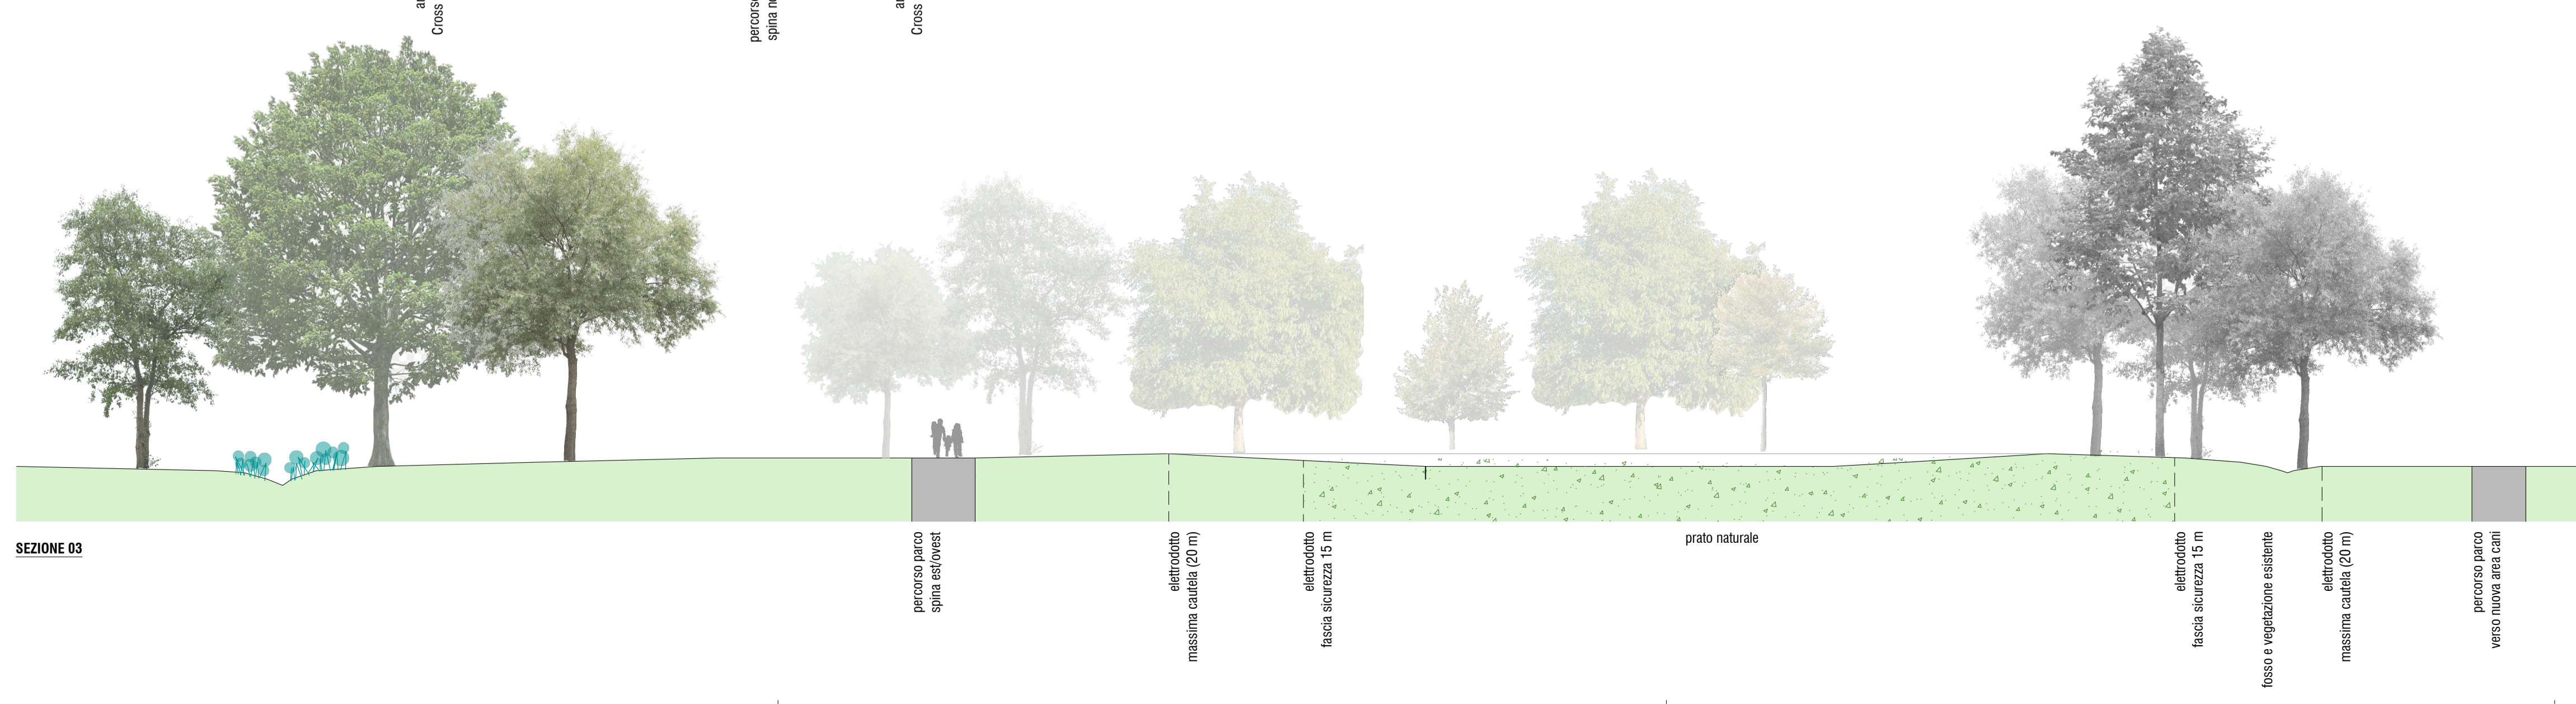 Cross
percorso
spina n
Cross
SEZIONE 03
percorso parco
spina est/ovest
elettrodotto
massima cautela (20 m)
elettrodotto
fascia sicurezza 15 m
prato naturale
elettrodotto
fascia sicurezza 15 m
fosso e vegetazione esistente
elettrodotto
massima cautela (20 m)
percorso parco
verso nuova area cani